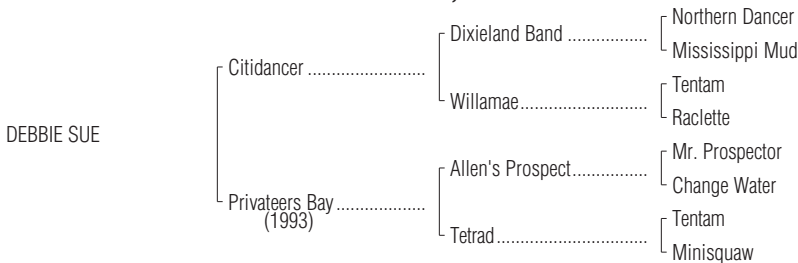 Northern Dancer
Dixieland Band ..................
Mississippi Mud
Citidancer ..........................
Tentam
Willamae............................
Raclette
DEBBIE SUE
Mr. Prospector
Allen's Prospect.................
Change Water
Privateers Bay ....................
(1993)
Tentam
Tetrad.................................
Minisquaw